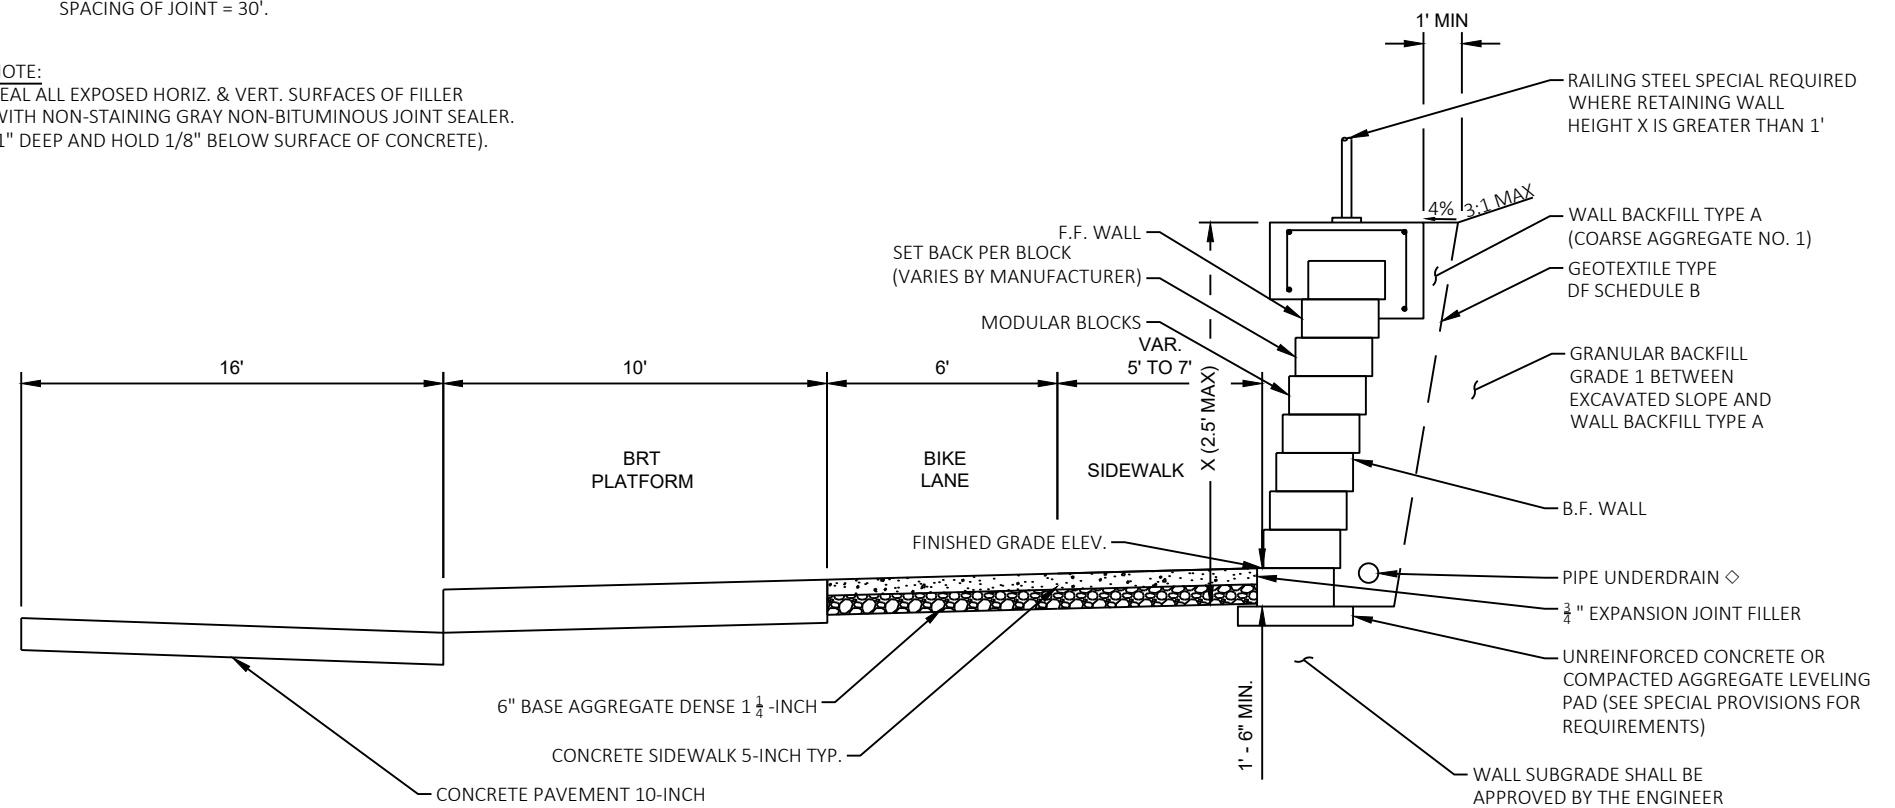 SPACING OF JOINT = 30'.
OTE:
EAL ALL EXPOSED HORIZ. & VERT. SURFACES OF FILLER
WITH NON-STAINING GRAY NON-BITUMINOUS JOINT SEALER.
1" DEEP AND HOLD 1/8" BELOW SURFACE OF CONCRETE).
1' MIN
RAILING STEEL SPECIAL REQUIRED
WHERE RETAINING WALL
HEIGHT X IS GREATER THAN 1'
4%
3:1 MAX
WALL BACKFILL TYPE A
(COARSE AGGREGATE NO. 1)
F.F. WALL
SET BACK PER BLOCK
(VARIES BY MANUFACTURER)
GEOTEXTILE TYPE
DF SCHEDULE B
MODULAR BLOCKS
16'
10'
6'
VAR.
5' TO 7'
X (2.5' MAX)
GRANULAR BACKFILL
GRADE 1 BETWEEN
EXCAVATED SLOPE AND
WALL BACKFILL TYPE A
BRT
PLATFORM
BIKE
LANE
SIDEWALK
B.F. WALL
FINISHED GRADE ELEV.
PIPE UNDERDRAIN ◇
3/4" EXPANSION JOINT FILLER
UNREINFORCED CONCRETE OR
COMPACTED AGGREGATE LEVELING
PAD (SEE SPECIAL PROVISIONS FOR
REQUIREMENTS)
6" BASE AGGREGATE DENSE 1 1/4-INCH
1' - 6" MIN.
CONCRETE SIDEWALK 5-INCH TYP.
CONCRETE PAVEMENT 10-INCH
WALL SUBGRADE SHALL BE
APPROVED BY THE ENGINEER